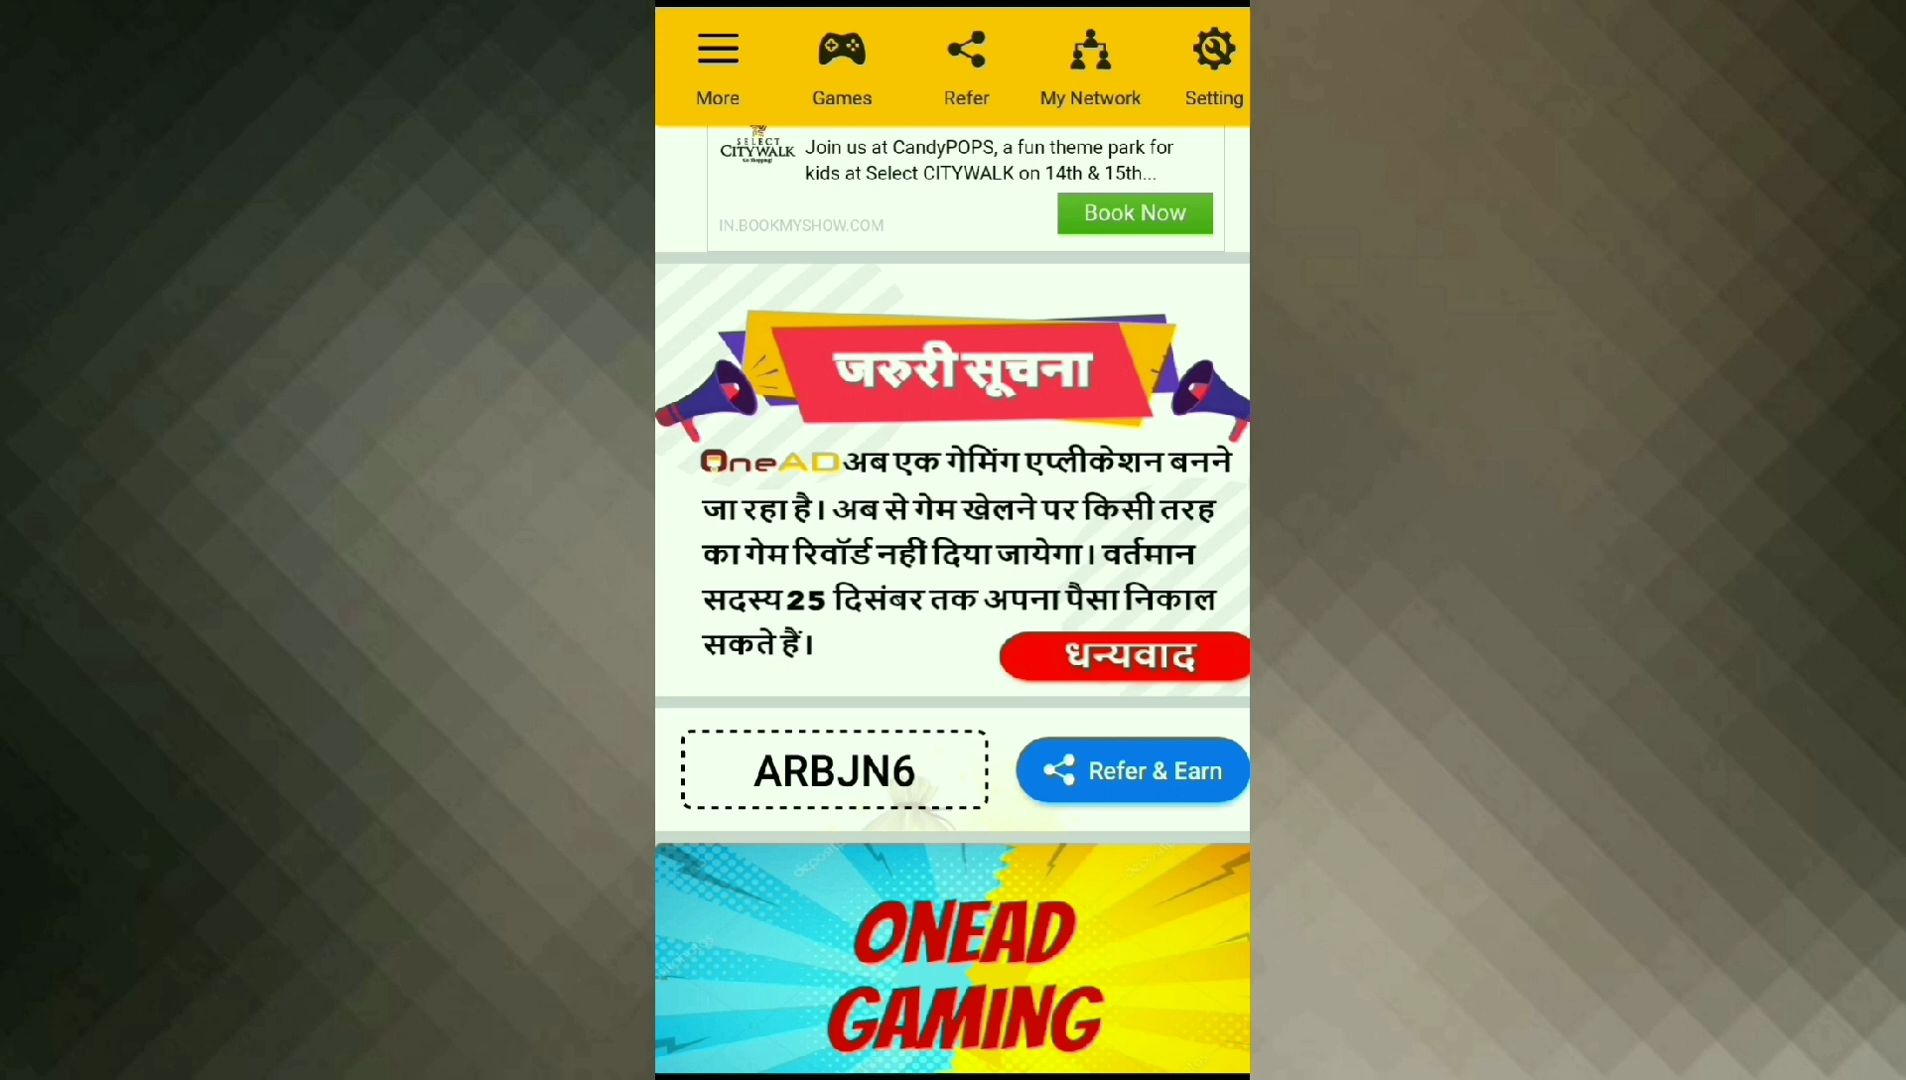 More
Games
Refer
My Network
Setting
SELECT
CITYWALK
Join us at CandyPOPS, a fun theme park for
kids at Select CITYWALK on 14th & 15th...
IN.BOOKMYSHOW.COM
Book Now
जरुरी सूचना
OneAD अब एक गेमिंग एप्लीकेशन बनने
जा रहा है। अब से गेम खेलने पर किसी तरह
का गेम रिवॉर्ड नहीं दिया जायेगा। वर्तमान
सदस्य 25 दिसंबर तक अपना पैसा निकाल
सकते हैं।
धन्यवाद
ARBJN6
Refer & Earn
ONEAD
GAMING